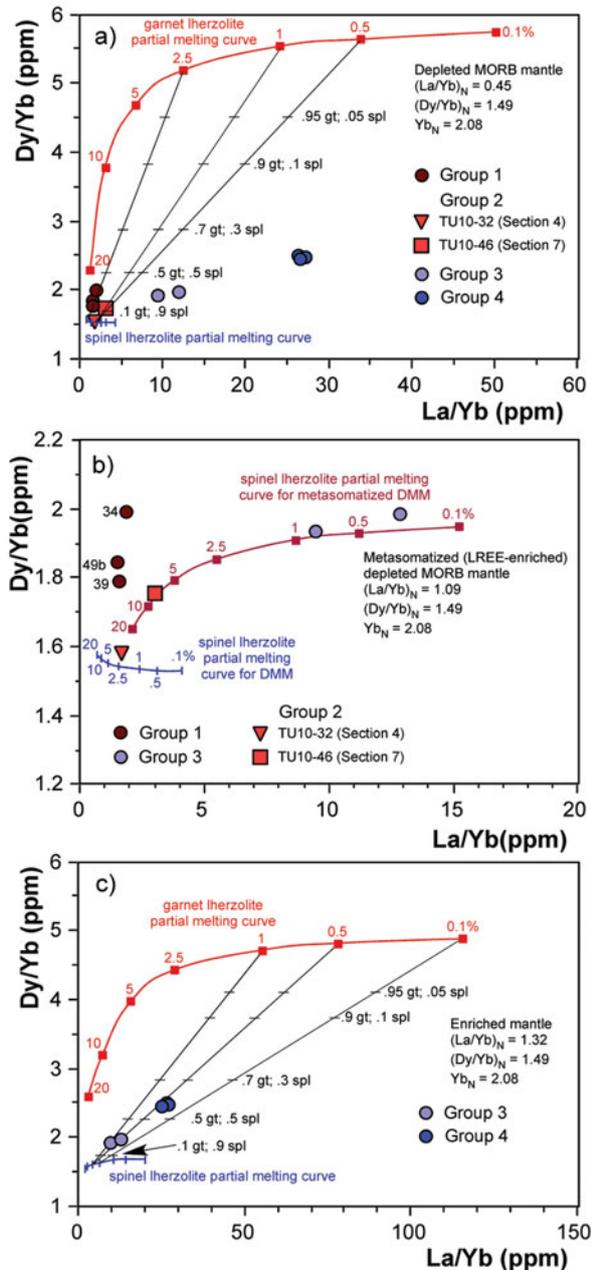 a)
garnet lherzolite
partial melting curve
Dy/Yb (ppm)
6
5
4
3
2
1
0.1%
0.5
1
2.5
5
10
20
Depleted MORB mantle
(La/Yb)N = 0.45
(Dy/Yb)N = 1.49
YbN = 2.08
.95 gt; .05 spl
.9 gt; .1 spl
.7 gt; .3 spl
.5 gt; .5 spl
.1 gt; .9 spl
Group 1
Group 2
TU10-32 (Section 4)
TU10-46 (Section 7)
Group 3
Group 4
spinel lherzolite partial melting curve
0 10 20 30 40 50 60
La/Yb (ppm)
b)
Dy/Yb(ppm)
2.2
2
1.8
1.6
1.4
1.2
spinel lherzolite partial melting
curve for metasomatized DMM
0.1%
0.5
1
2.5
5
10
20
34
49b
39
Metasomatized (LREE-enriched)
depleted MORB mantle
(La/Yb)N = 1.09
(Dy/Yb)N = 1.49
YbN = 2.08
20 5 1 .1%
10 2.5 .5
spinel lherzolite
partial melting
curve for DMM
Group 1
Group 3
Group 2
TU10-32 (Section 4)
TU10-46 (Section 7)
0 5 10 15 20
La/Yb(ppm)
c)
Dy/Yb (ppm)
6
5
4
3
2
1
garnet lherzolite
partial melting curve
0.1%
0.5
1
2.5
5
10
20
.95 gt; .05 spl
.9 gt; .1 spl
.7 gt; .3 spl
.5 gt; .5 spl
.1 gt; .9 spl
Enriched mantle
(La/Yb)N = 1.32
(Dy/Yb)N = 1.49
YbN = 2.08
Group 3
Group 4
spinel lherzolite partial melting curve
0 50 100 150
La/Yb (ppm)